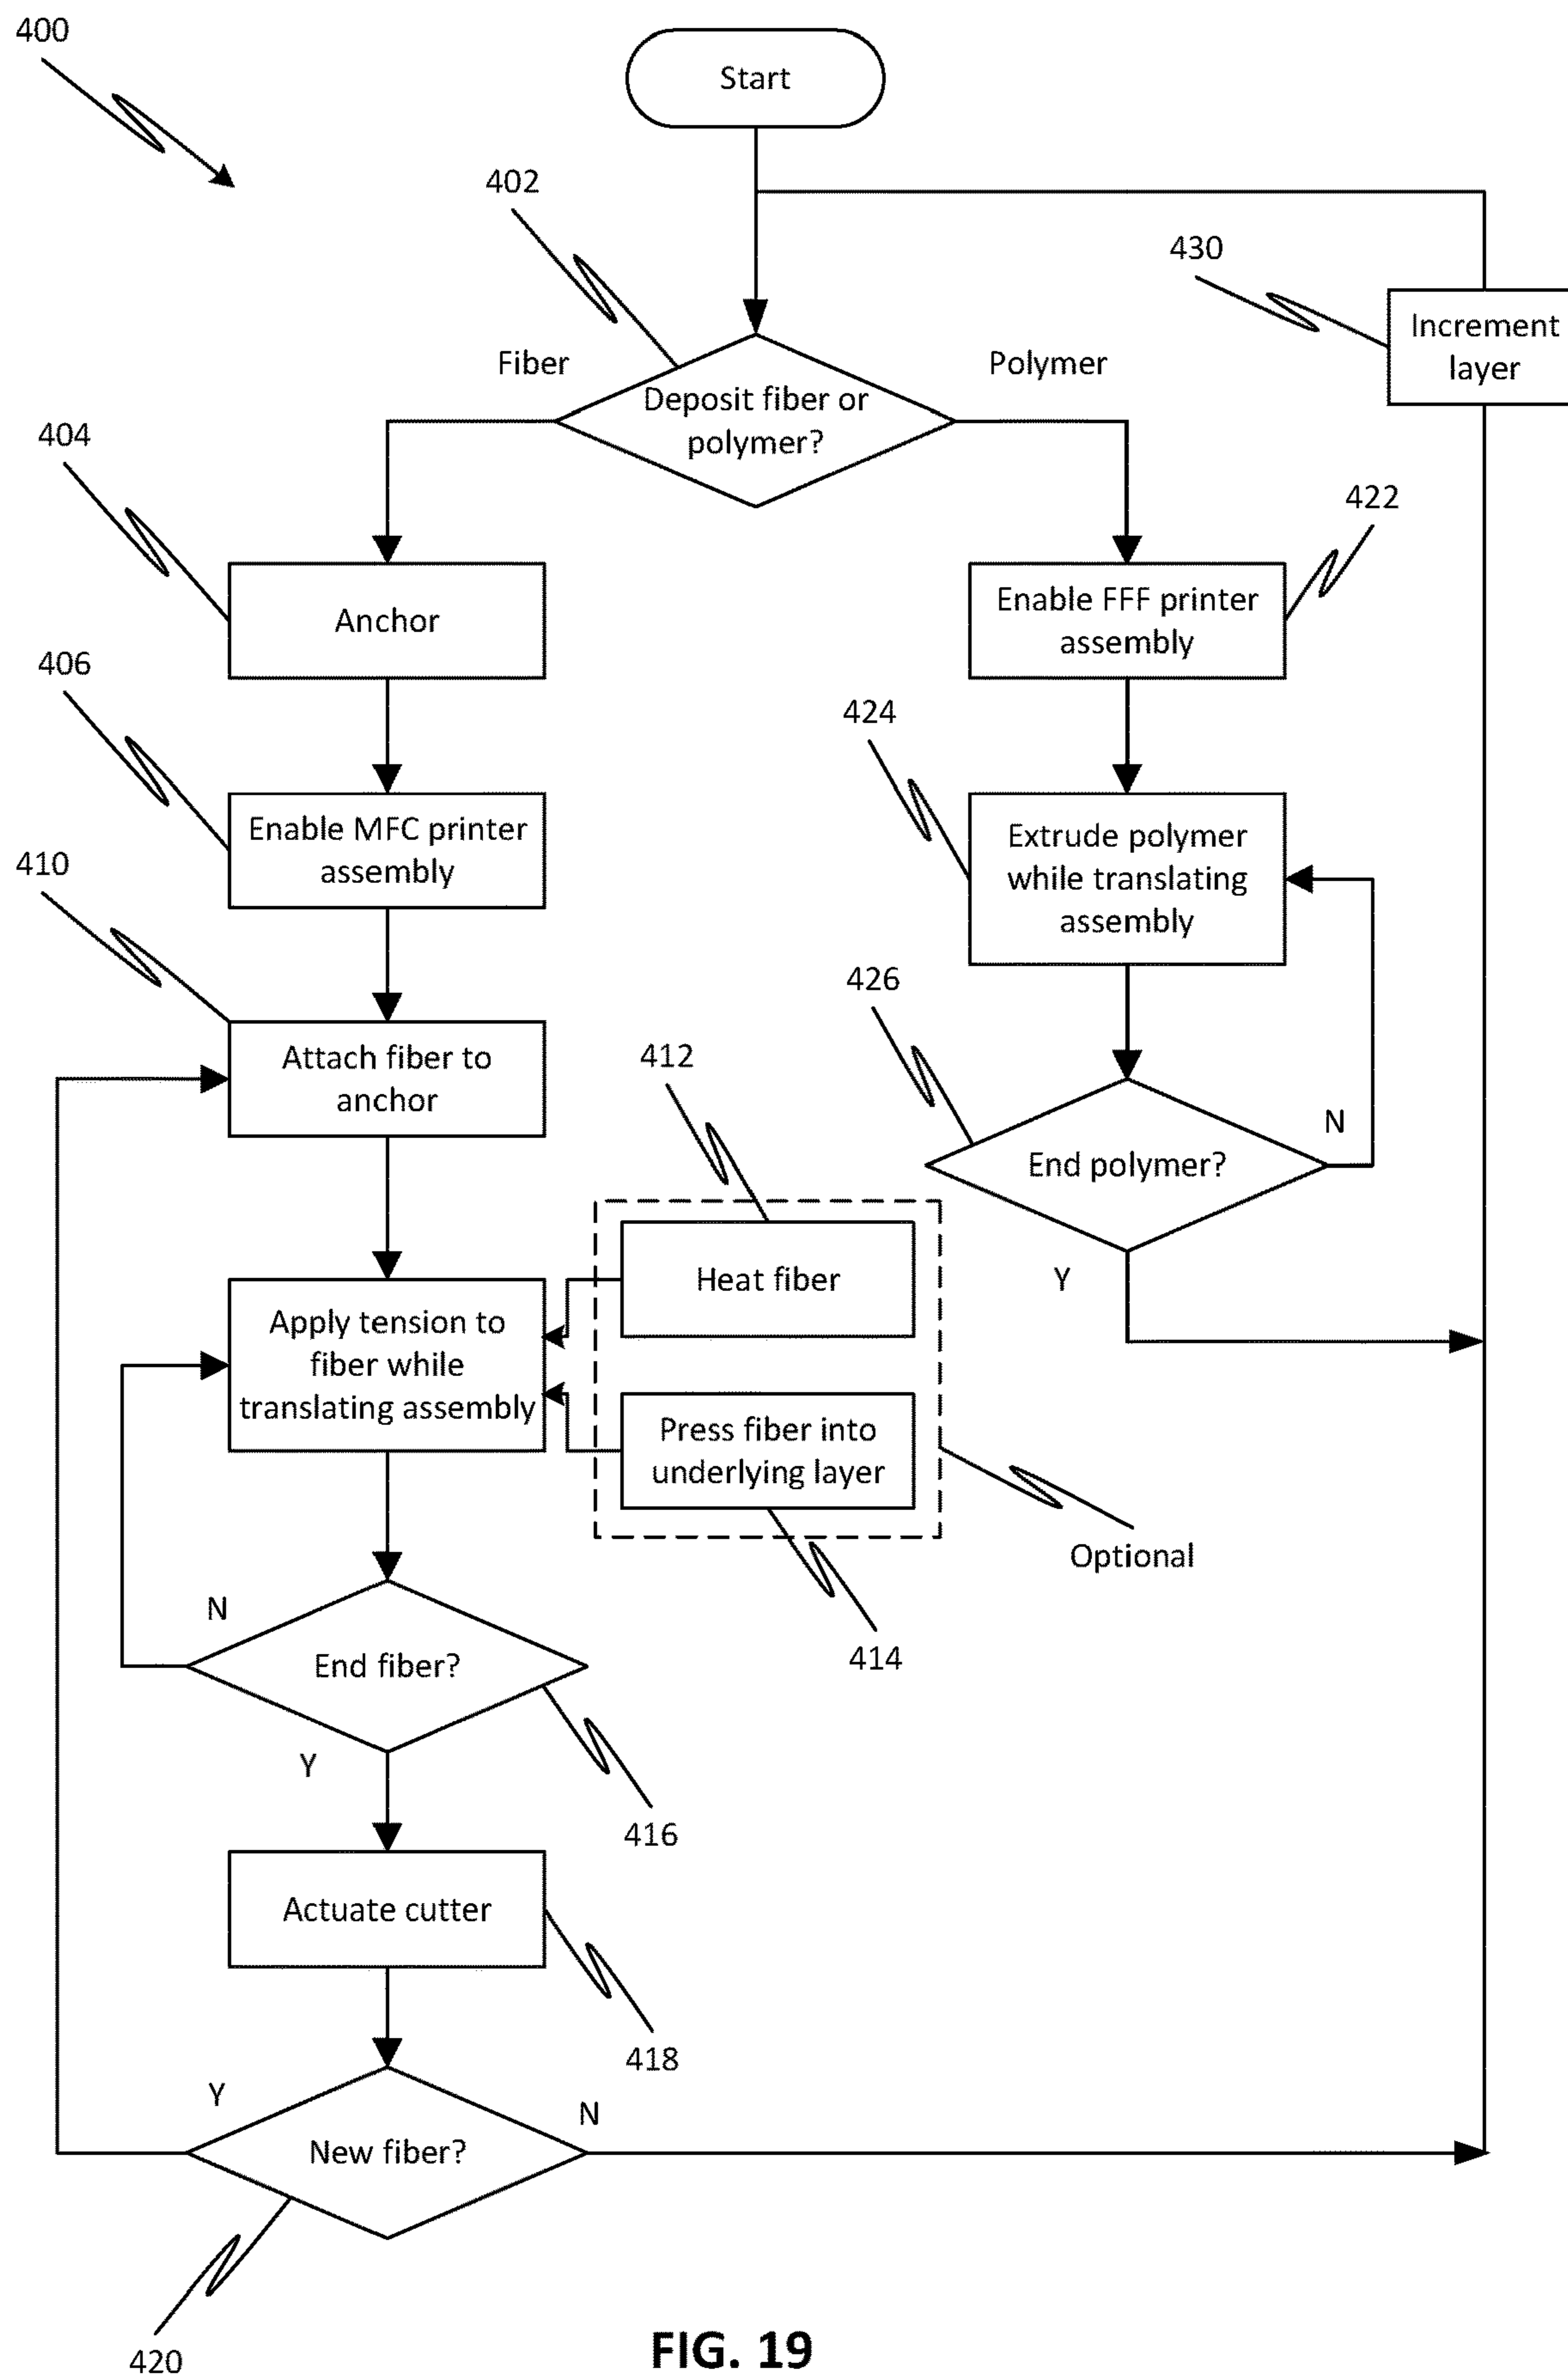 400
Start
402
430
Increment
layer
Fiber
Polymer
Deposit fiber or
polymer?
404
422
Anchor
Enable FFF printer
assembly
406
424
Enable MFC printer
assembly
Extrude polymer
while translating
assembly
410
426
Attach fiber to
anchor
412
N
End polymer?
Heat fiber
Y
Apply tension to
fiber while
translating assembly
Press fiber into
underlying layer
Optional
N
414
End fiber?
Y
416
Actuate cutter
418
Y
N
New fiber?
420
FIG. 19